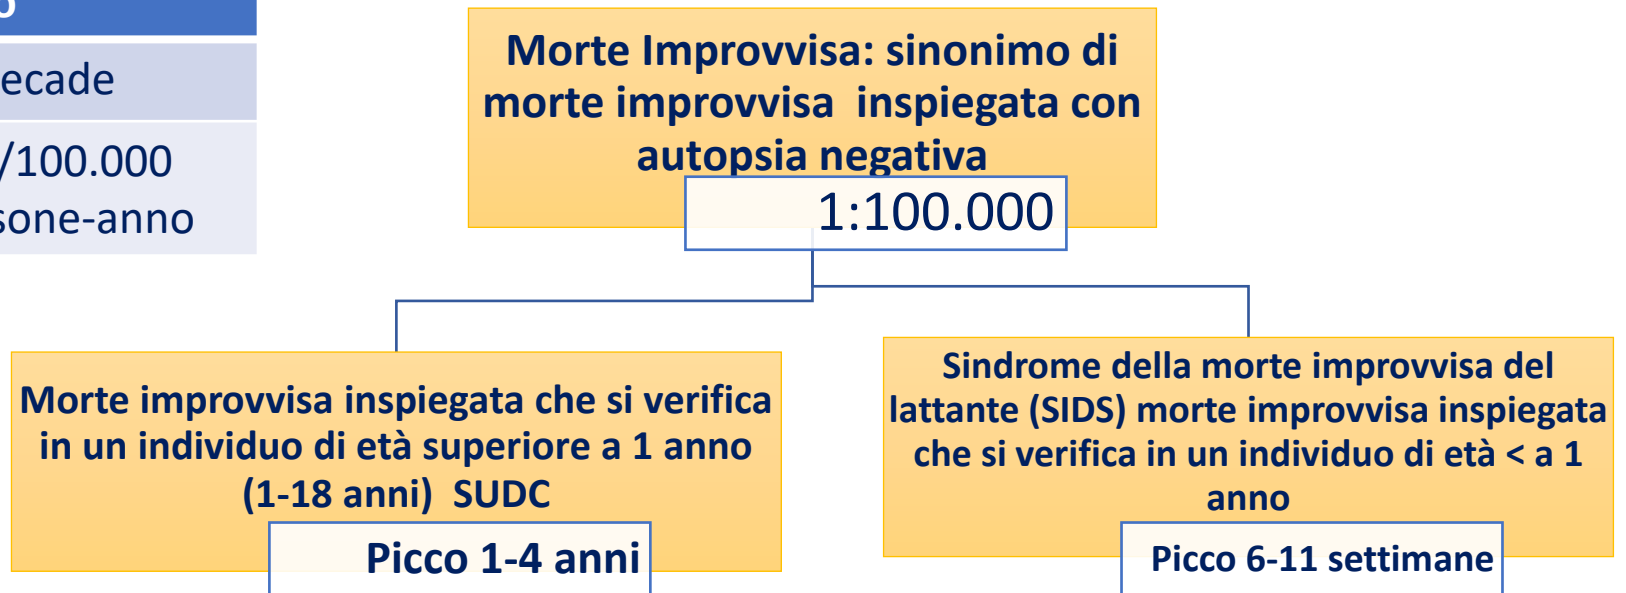 ecade
/100.000
sone-anno
Morte Improvvisa: sinonimo di
morte improvvisa inspiegata con
autopsia negativa
1:100.000
Morte improvvisa inspiegata che si verifica
in un individuo di età superiore a 1 anno
(1-18 anni) SUDC
Picco 1-4 anni
Sindrome della morte improvvisa del
lattante (SIDS) morte improvvisa inspiegata
che si verifica in un individuo di età < a 1
anno
Picco 6-11 settimane